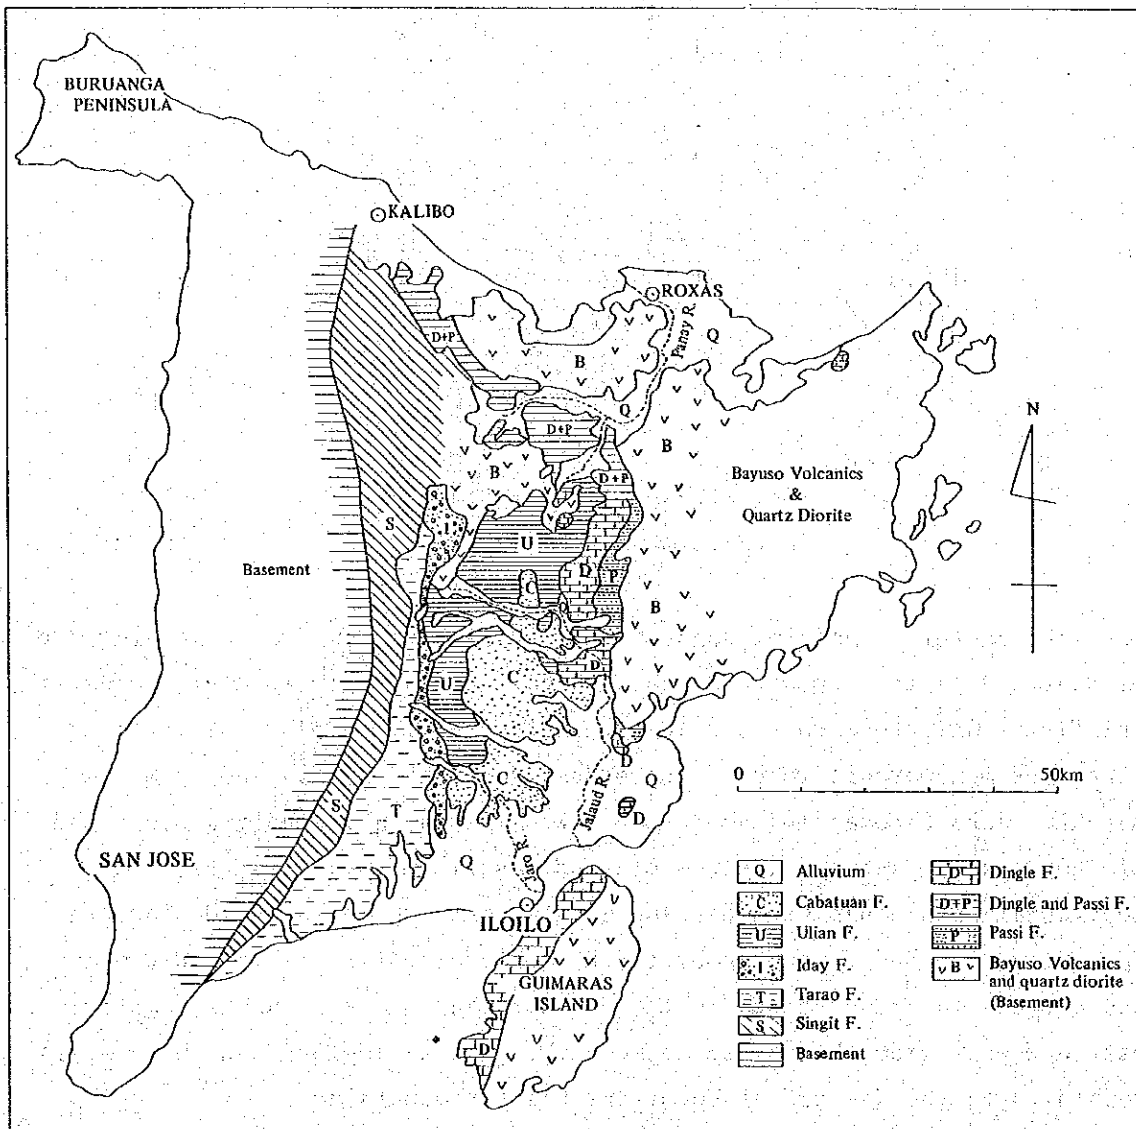 BURUANGA
PENINSULA
KALIBO
ROXAS
Panay R.
Q
D+P
B
Q
D+P
B
B
D+P
Bayuso Volcanics
&
Quartz Diorite
N
S
I
U
Basement
D
P
C
Q
B
D
C
U
D
Q
C
0
50km
Jalaud R.
D
S
T
SAN JOSE
Q
Jaro R.
ILOILO
GUIMARAS
ISLAND
D
Q Alluvium
C Cabatuan F.
U Ulian F.
I Iday F.
T Tarao F.
S Singit F.
Basement
D Dingle F.
D+P Dingle and Passi F.
P Passi F.
B Bayuso Volcanics
and quartz diorite
(Basement)